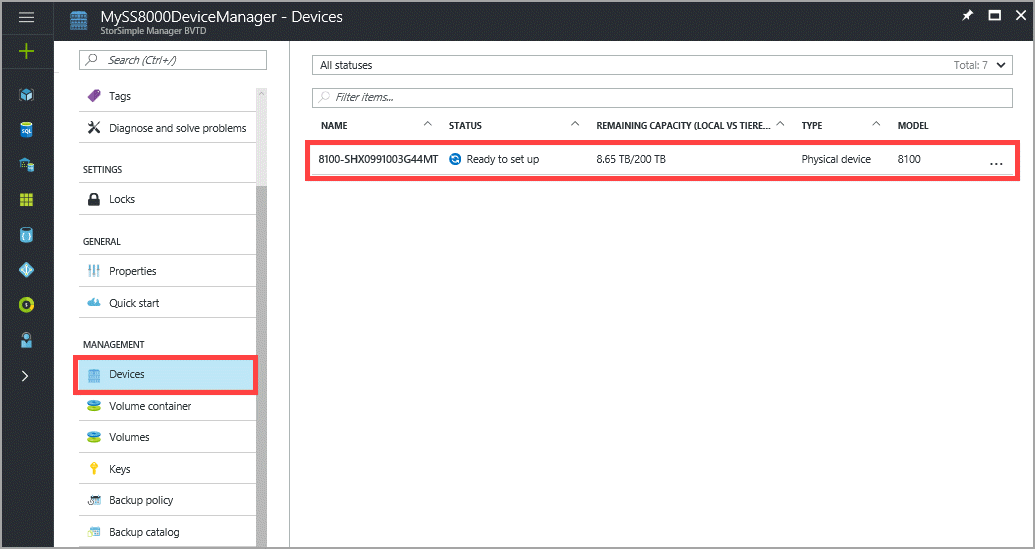 MySS8000DeviceManager - Devices
StorSimple Manager BVTD
Search (Ctrl+/)
Tags
Diagnose and solve problems
SETTINGS
Locks
GENERAL
Properties
Quick start
MANAGEMENT
Devices
Volume container
Volumes
Keys
Backup policy
Backup catalog
All statuses Total: 7
Filter items...
NAME STATUS REMAINING CAPACITY (LOCAL VS TIERE... TYPE MODEL
8100-SHX0991003G44MT Ready to set up 8.65 TB/200 TB Physical device 8100 ...